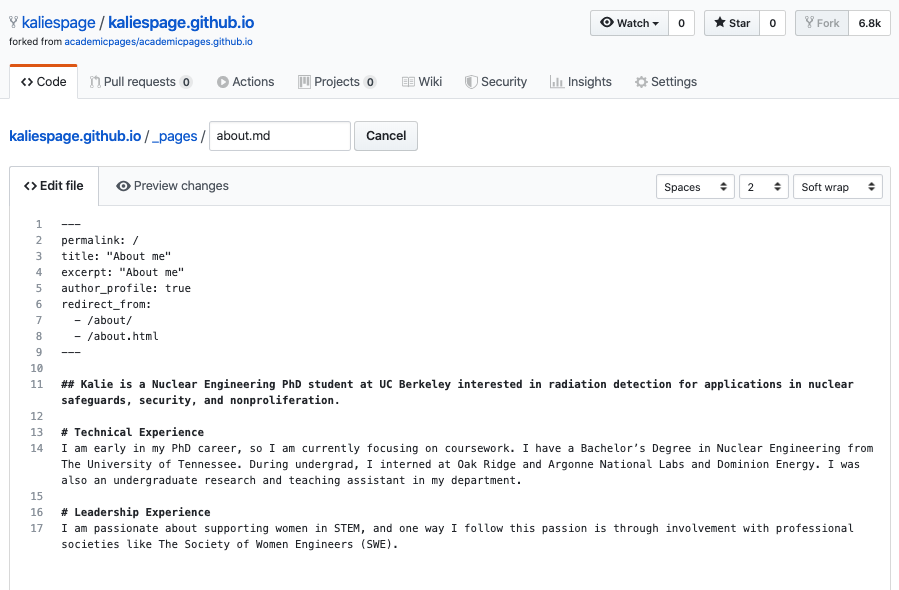 kaliespage / kaliespage.github.io
Watch 0 Star 0 Fork 6.8k
forked from academicpages/academicpages.github.io
Code Pull requests 0 Actions Projects 0 Wiki Security Insights Settings
kaliespage.github.io / _pages / about.md Cancel
Edit file Preview changes Spaces 2 Soft wrap
1 ---
2 permalink: /
3 title: "About me"
4 excerpt: "About me"
5 author_profile: true
6 redirect_from:
7 - /about/
8 - /about.html
9 ---
10
11 ## Kalie is a Nuclear Engineering PhD student at UC Berkeley interested in radiation detection for applications in nuclear
safeguards, security, and nonproliferation.
12
13 # Technical Experience
14 I am early in my PhD career, so I am currently focusing on coursework. I have a Bachelor’s Degree in Nuclear Engineering from
The University of Tennessee. During undergrad, I interned at Oak Ridge and Argonne National Labs and Dominion Energy. I was
also an undergraduate research and teaching assistant in my department.
15
16 # Leadership Experience
17 I am passionate about supporting women in STEM, and one way I follow this passion is through involvement with professional
societies like The Society of Women Engineers (SWE).